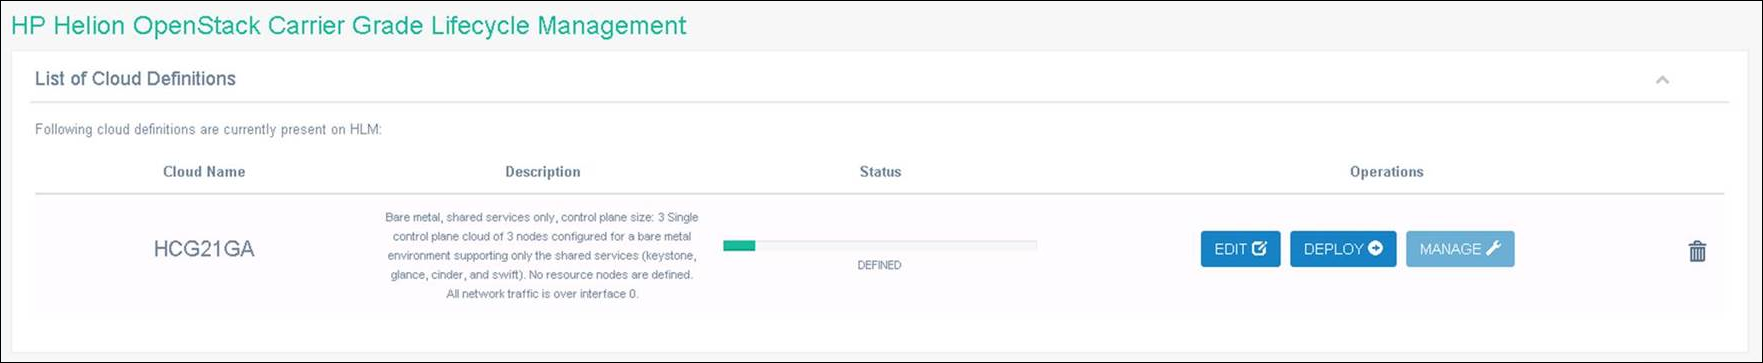 HP Helion OpenStack Carrier Grade Lifecycle Management
List of Cloud Definitions
Following cloud definitions are currently present on HLM:
Cloud Name Description Status Operations
HCG21GA
Bare metal, shared services only, control plane size: 3 Single
control plane cloud of 3 nodes configured for a bare metal
environment supporting only the shared services (keystone,
glance, cinder, and swift). No resource nodes are defined.
All network traffic is over interface 0.
DEFINED
EDIT DEPLOY MANAGE